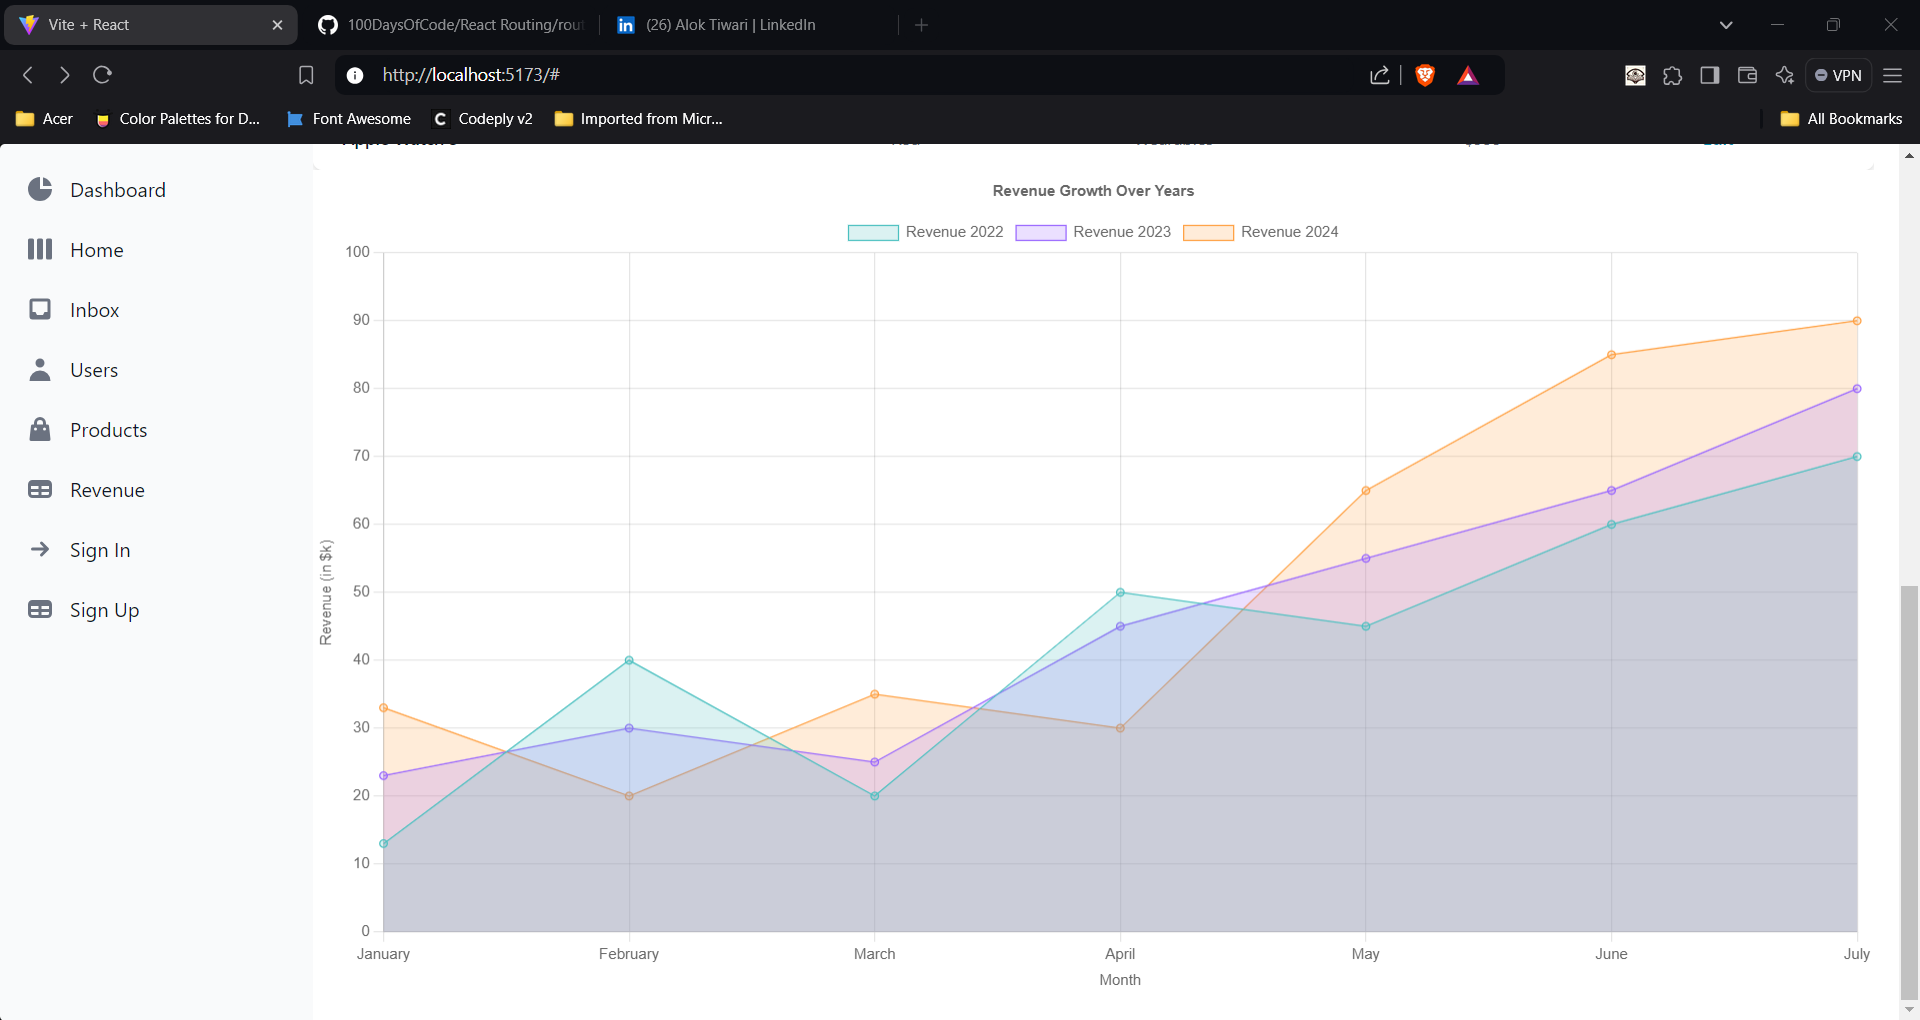 Vite + React
100DaysOfCode/React Routing/rout
in (26) Alok Tiwari | LinkedIn
http://localhost:5173/#
VPN
Acer
Color Palettes for D...
Font Awesome
C Codeply v2
Imported from Micr...
All Bookmarks
Dashboard
Home
Inbox
Users
Products
Revenue
Sign In
Sign Up
Revenue Growth Over Years
Revenue 2022 Revenue 2023 Revenue 2024
Revenue (in $k)
100
90
80
70
60
50
40
30
20
10
0
January February March April May June July
Month